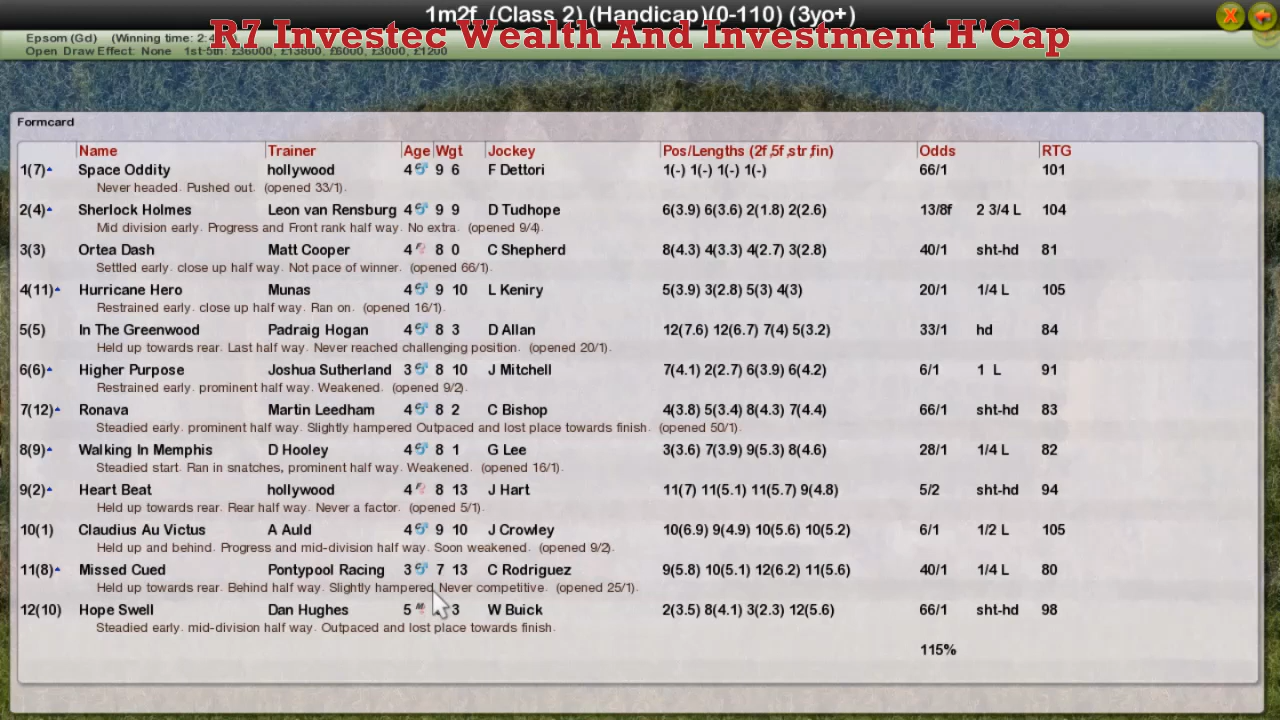 1m2f (Class 2) (Handicap)(0-110) (3yo+)
R7 Investec Wealth And Investment H'Cap
Epsom (Gd) (Winning time: 2:4
Open Draw Effect: None 1st-5th: £36000, £13800, £6000, £3000, £1200
Formcard
Name Trainer Age Wgt Jockey Pos/Lengths (2f,5f,str,fin) Odds RTG
1(7) Space Oddity hollywood 4 9 6 F Dettori 1(-) 1(-) 1(-) 1(-) 66/1 101
Never headed. Pushed out. (opened 33/1).
2(4) Sherlock Holmes Leon van Rensburg 4 9 9 D Tudhope 6(3.9) 6(3.6) 2(1.8) 2(2.6) 13/8f 2 3/4 L 104
Mid division early. Progress and Front rank half way. No extra. (opened 9/4).
3(3) Ortea Dash Matt Cooper 4 8 0 C Shepherd 8(4.3) 4(3.3) 4(2.7) 3(2.8) 40/1 sht-hd 81
Settled early. close up half way. Not pace of winner. (opened 66/1).
4(11) Hurricane Hero Munas 4 9 10 L Keniry 5(3.9) 3(2.8) 5(3) 4(3) 20/1 1/4 L 105
Restrained early. close up half way. Ran on. (opened 16/1).
5(5) In The Greenwood Padraig Hogan 4 8 3 D Allan 12(7.6) 12(6.7) 7(4) 5(3.2) 33/1 hd 84
Held up towards rear. Last half way. Never reached challenging position. (opened 20/1).
6(6) Higher Purpose Joshua Sutherland 3 8 10 J Mitchell 7(4.1) 2(2.7) 6(3.9) 6(4.2) 6/1 1 L 91
Restrained early. prominent half way. Weakened. (opened 9/2).
7(12) Ronava Martin Leedham 4 8 2 C Bishop 4(3.8) 5(3.4) 8(4.3) 7(4.4) 66/1 sht-hd 83
Steadied early. prominent half way. Slightly hampered Outpaced and lost place towards finish. (opened 50/1).
8(9) Walking In Memphis D Hooley 4 8 1 G Lee 3(3.6) 7(3.9) 9(5.3) 8(4.6) 28/1 1/4 L 82
Steadied start. Ran in snatches, prominent half way. Weakened. (opened 16/1).
9(2) Heart Beat hollywood 4 8 13 J Hart 11(7) 11(5.1) 11(5.7) 9(4.8) 5/2 sht-hd 94
Held up towards rear. Rear half way. Never a factor. (opened 5/1).
10(1) Claudius Au Victus A Auld 4 9 10 J Crowley 10(6.9) 9(4.9) 10(5.6) 10(5.2) 6/1 1/2 L 105
Held up and behind. Progress and mid-division half way. Soon weakened. (opened 9/2).
11(8) Missed Cued Pontypool Racing 3 7 13 C Rodriguez 9(5.8) 10(5.1) 12(6.2) 11(5.6) 40/1 1/4 L 80
Held up towards rear. Behind half way. Slightly hampered Never competitive. (opened 25/1).
12(10) Hope Swell Dan Hughes 5 3 W Buick 2(3.5) 8(4.1) 3(2.3) 12(5.6) 66/1 sht-hd 98
Steadied early. mid-division half way. Outpaced and lost place towards finish.
115%